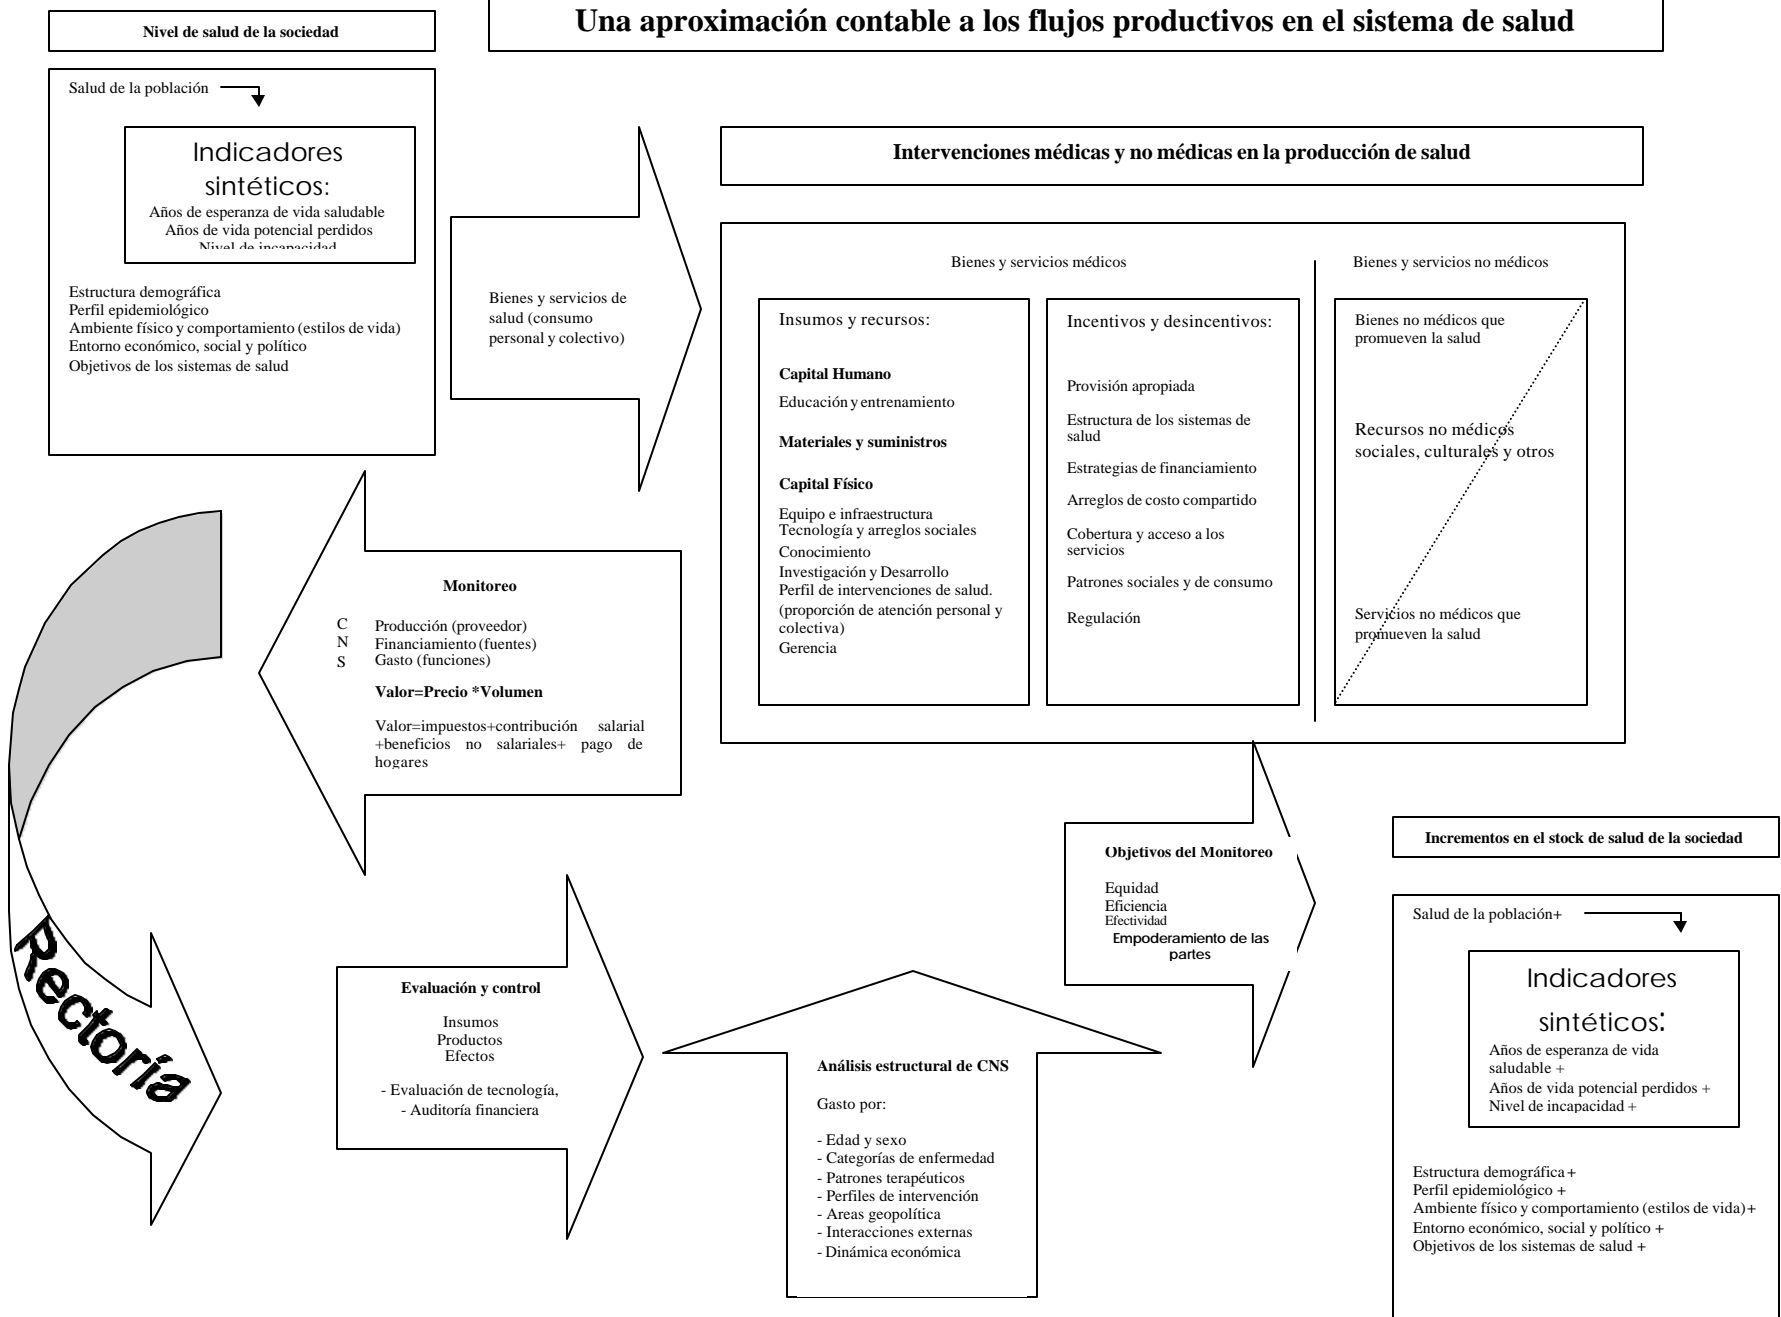 Una aproximación contable a los flujos productivos en el sistema de salud
Nivel de salud de la sociedad
Salud de la población
Indicadores
sintéticos:
Años de esperanza de vida saludable
Años de vida potencial perdidos
Nivel de incapacidad
Estructura demográfica
Perfil epidemiológico
Ambiente físico y comportamiento (estilos de vida)
Entorno económico, social y político
Objetivos de los sistemas de salud
Bienes y servicios de
salud (consumo
personal y colectivo)
Intervenciones médicas y no médicas en la producción de salud
Bienes y servicios médicos
Insumos y recursos:
Capital Humano
Educación y entrenamiento
Materiales y suministros
Capital Físico
Equipo e infraestructura
Tecnología y arreglos sociales
Conocimiento
Investigación y Desarrollo
Perfil de intervenciones de salud.
(proporción de atención personal y
colectiva)
Gerencia
Incentivos y desincentivos:
Provisión apropiada
Estructura de los sistemas de
salud
Estrategias de financiamiento
Arreglos de costo compartido
Cobertura y acceso a los
servicios
Patrones sociales y de consumo
Regulación
Bienes y servicios no médicos
Bienes no médicos que
promueven la salud
Recursos no médicos
sociales, culturales y otros
Servicios no médicos que
promueven la salud
Monitoreo
C Producción (proveedor)
N Financiamiento (fuentes)
S Gasto (funciones)
Valor=Precio *Volumen
Valor=impuestos+contribución salarial
+beneficios no salariales+ pago de
hogares
Rectoría
Evaluación y control
Insumos
Productos
Efectos
- Evaluación de tecnología,
- Auditoría financiera
Análisis estructural de CNS
Gasto por:
- Edad y sexo
- Categorías de enfermedad
- Patrones terapéuticos
- Perfiles de intervención
- Areas geopolítica
- Interacciones externas
- Dinámica económica
Objetivos del Monitoreo
Equidad
Eficiencia
Efectividad
Empoderamiento de las
partes
Incrementos en el stock de salud de la sociedad
Salud de la población+
Indicadores
sintéticos:
Años de esperanza de vida
saludable +
Años de vida potencial perdidos +
Nivel de incapacidad +
Estructura demográfica +
Perfil epidemiológico +
Ambiente físico y comportamiento (estilos de vida)+
Entorno económico, social y político +
Objetivos de los sistemas de salud +